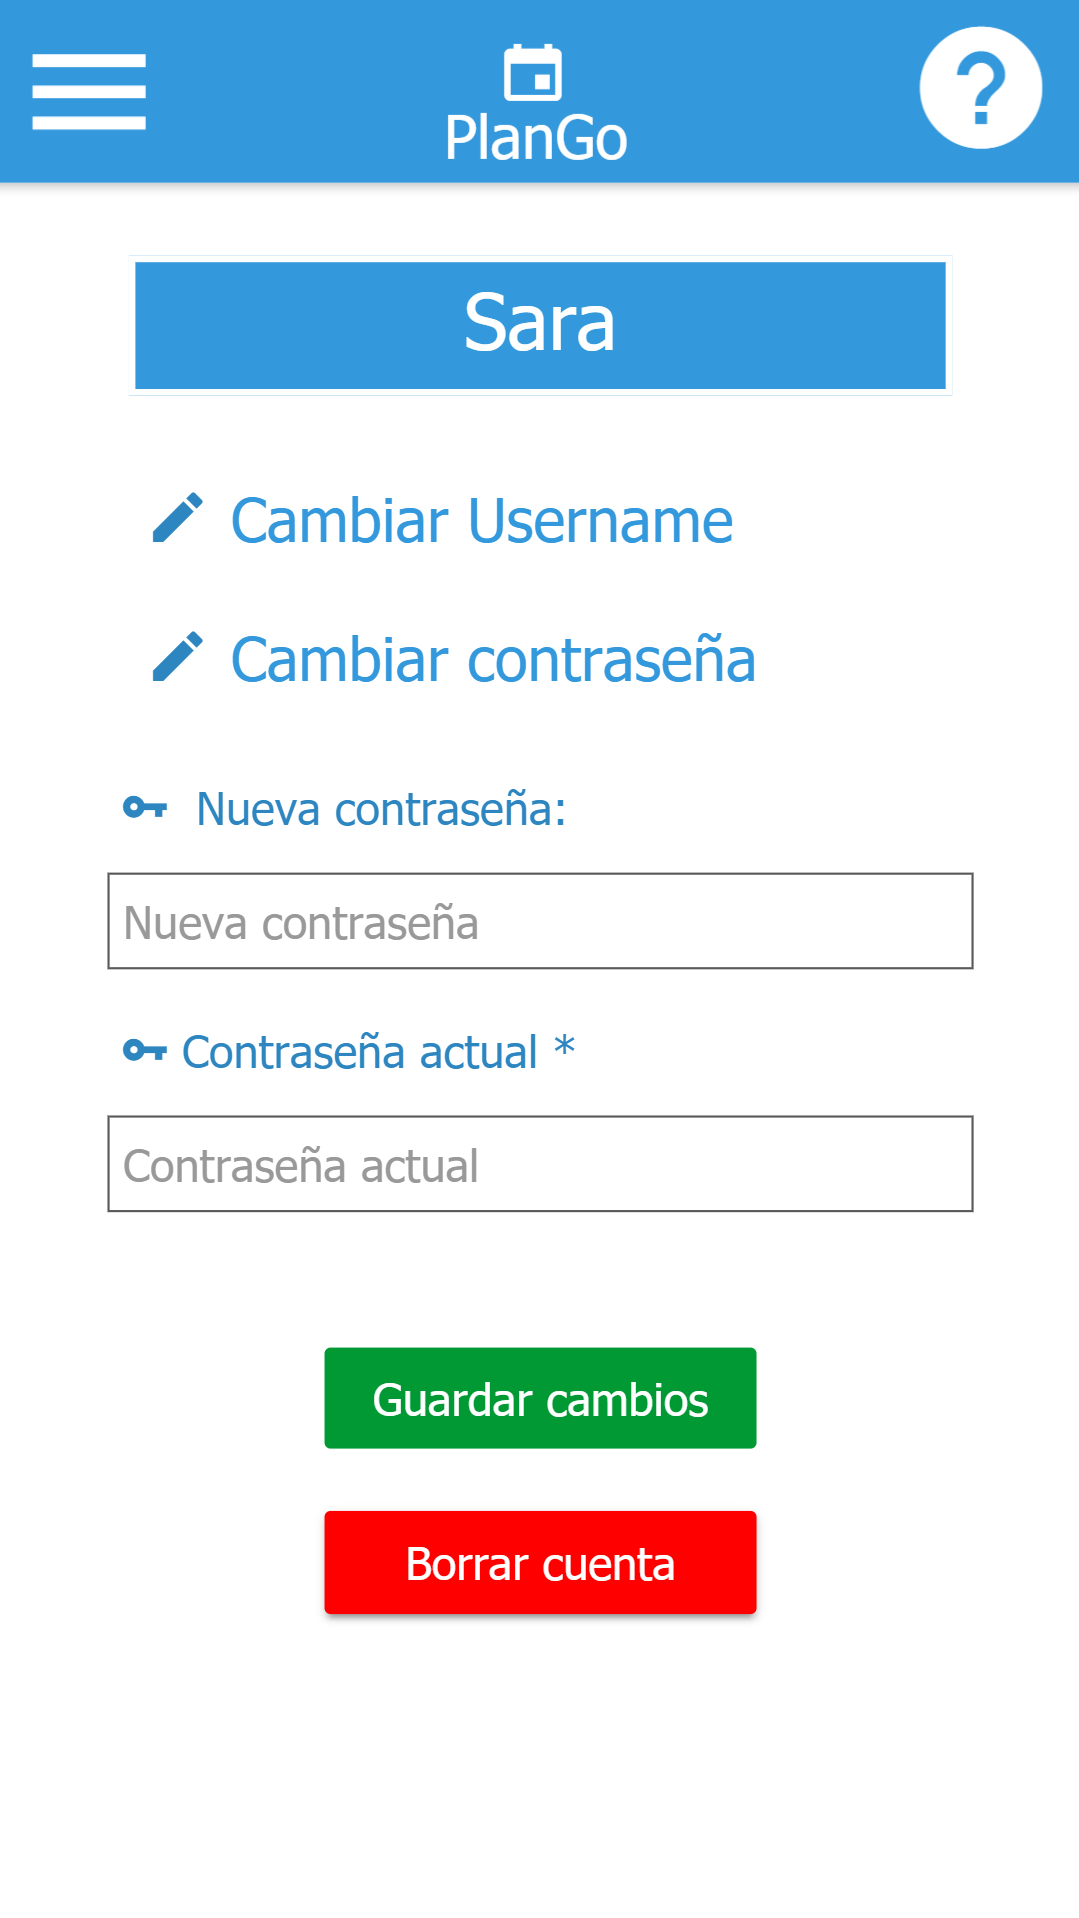 PlanGo
Sara
Cambiar Username
Cambiar contraseña
Nueva contraseña:
Nueva contraseña
Contraseña actual *
Contraseña actual
Guardar cambios
Borrar cuenta